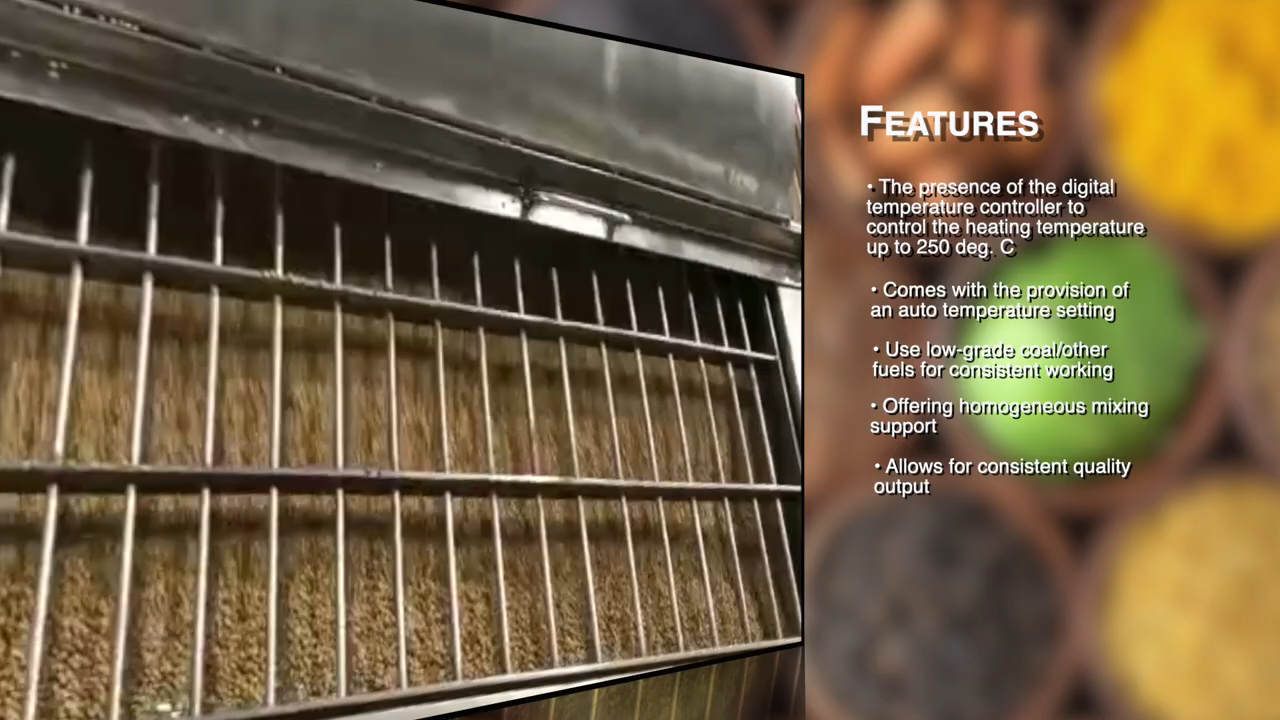 FEATURES
• The presence of the digital
temperature controller to
control the heating temperature
up to 250 deg. C
• Comes with the provision of
an auto temperature setting
• Use low-grade coal/other
fuels for consistent working
• Offering homogeneous mixing
support
• Allows for consistent quality
output